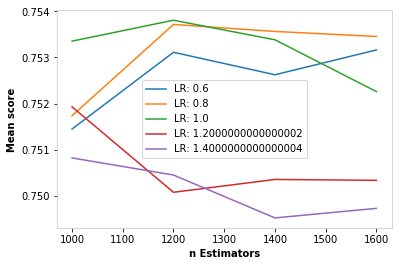 0.754
0.753
0.752
0.751
0.750
Mean score
LR: 0.6
LR: 0.8
LR: 1.0
LR: 1.2000000000000002
LR: 1.4000000000000004
1000 1100 1200 1300 1400 1500 1600
n Estimators